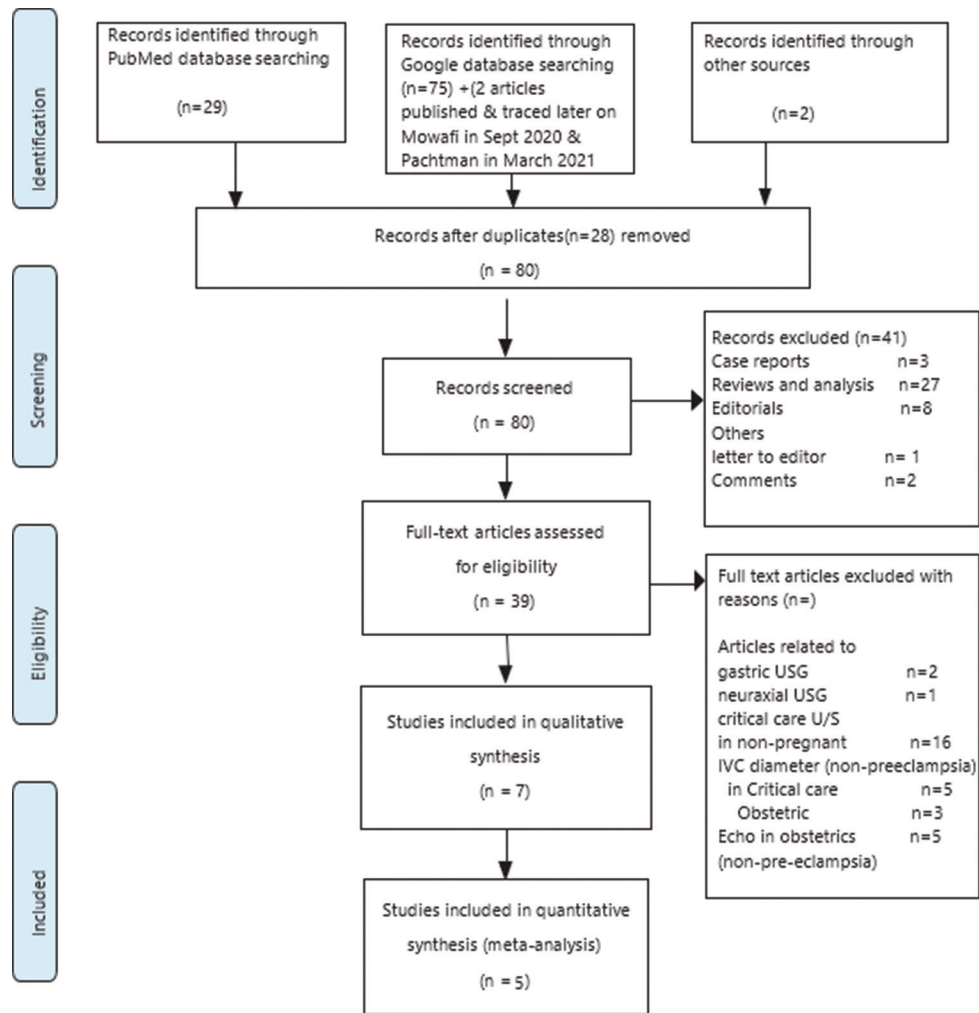 Identification
Records identified through
PubMed database searching
(n=29)
Records identified through
Google database searching
(n=75) +(2 articles
published & traced later on
Mowafi in Sept 2020 &
Pachtman in March 2021
Records identified through
other sources
(n=2)
Records after duplicates(n=28) removed
(n = 80)
Screening
Records screened
(n = 80)
Records excluded (n=41)
Case reports n=3
Reviews and analysis n=27
Editorials n=8
Others
letter to editor n= 1
Comments n=2
Eligibility
Full-text articles assessed
for eligibility
(n = 39)
Full text articles excluded with
reasons (n=)
Articles related to
gastric USG n=2
neuraxial USG n=1
critical care U/S
in non-pregnant n=16
IVC diameter (non-preeclampsia)
in Critical care n=5
Obstetric n=3
Echo in obstetrics n=5
(non-pre-eclampsia)
Studies included in qualitative
synthesis
(n = 7)
Included
Studies included in quantitative
synthesis (meta-analysis)
(n = 5)